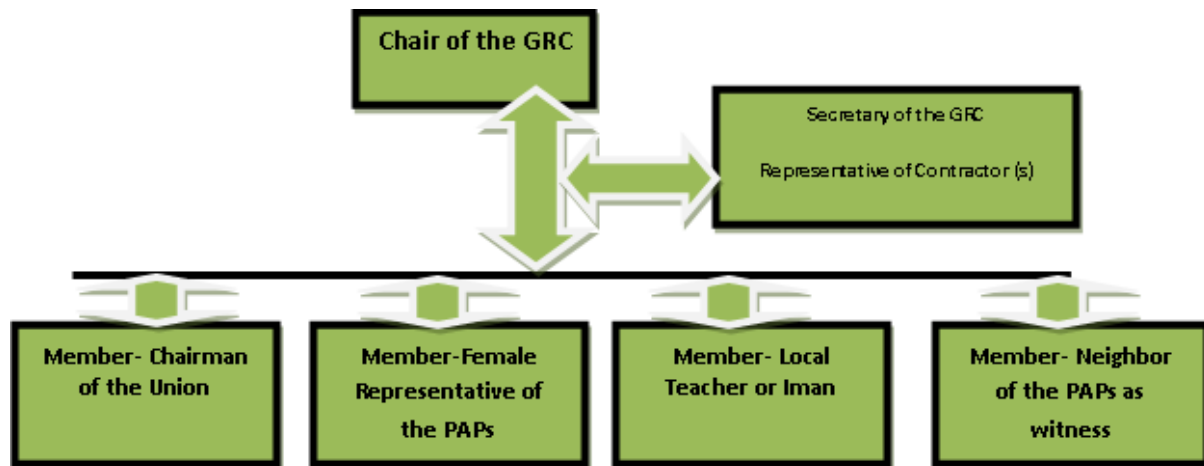 Chair of the GRC
Secretary of the GRC
Representative of Contractor (s)
Member- Chairman
of the Union
Member-Female
Representative of
the PAPs
Member- Local
Teacher or Iman
Member- Neighbor
of the PAPs as
witness